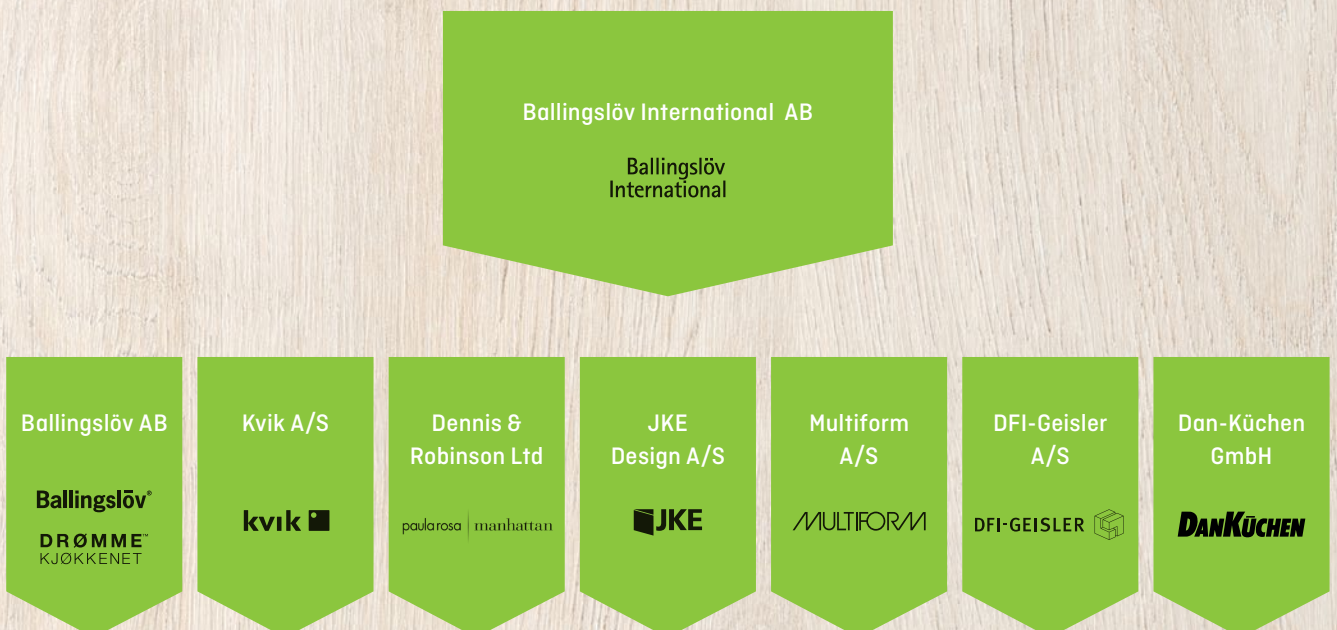 Ballingslöv International AB
Ballingslöv
International
Ballingslöv AB
Ballingslöv®
DRØMME™
KJØKKENET
Kvik A/S
kvik
Dennis &
Robinson Ltd
paula rosa | manhattan
JKE
Design A/S
JKE
Multiform
A/S
MULTIFORM
DFI-Geisler
A/S
DFI-GEISLER
Dan-Küchen
GmbH
DANKÜCHEN